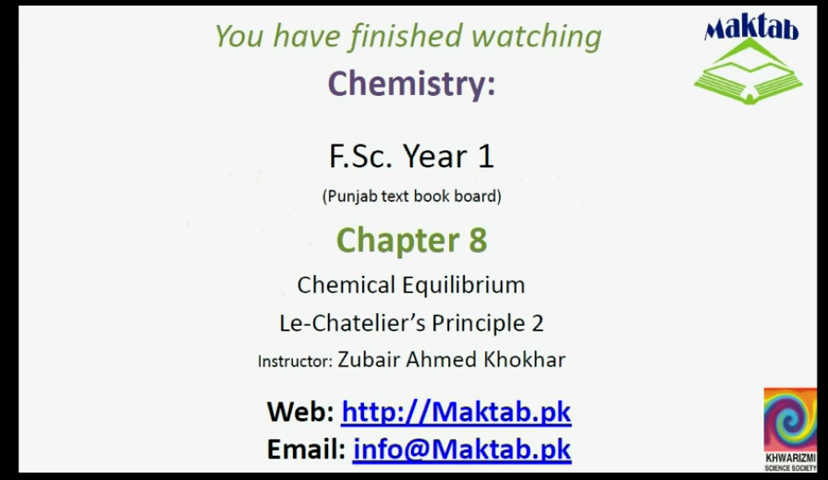 You have finished watching
Maktab
Chemistry:
F.Sc. Year 1
(Punjab text book board)
Chapter 8
Chemical Equilibrium
Le-Chatelier's Principle 2
Instructor: Zubair Ahmed Khokhar
Web: http://Maktab.pk
Email: info@Maktab.pk
KHWARIZMI
SCIENCE SOCIETY